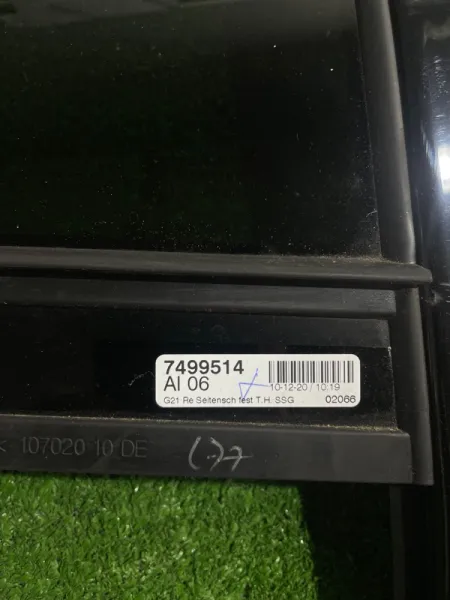 7499514
AI 06
10-12-20 / 10:19
G21 Re Seitensch fest T.H. SSG 02066
107020 10 DE